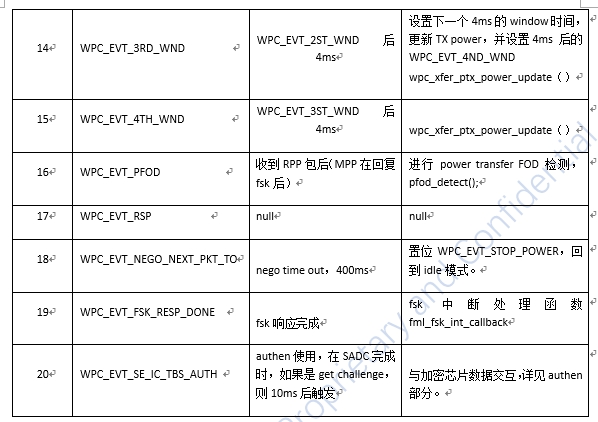 设置下一个 4ms 的 window 时间，
更新 TX power，并设置 4ms 后的
14 WPC_EVT_3RD_WND WPC_EVT_2ST_WND 后 WPC_EVT_4ND_WND
4ms wpc_xfer_ptx_power_update（）
15 WPC_EVT_4TH_WND WPC_EVT_3ST_WND 后
4ms wpc_xfer_ptx_power_update（）
16 WPC_EVT_PFOD 收到 RPP 包后（MPP 在回复 进行 power transfer FOD 检测，
fsk 后） pfod_detect();
17 WPC_EVT_RSP null null
18 WPC_EVT_NEGO_NEXT_PKT_TO 置位 WPC_EVT_STOP_POWER，回
nego time out，400ms 到 idle 模式。
19 WPC_EVT_FSK_RESP_DONE fsk 中断处理函数
fsk 响应完成 fml_fsk_int_callback
authen 使用，在 SADC 完成
20 WPC_EVT_SE_IC_TBS_AUTH 时，如果是 get challenge， 与加密芯片数据交互，详见 authen
则 10ms 后触发 部分。
Proprietary and Confidential